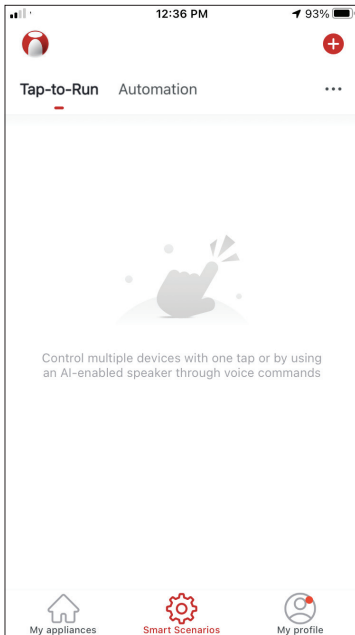 12:36 PM
93%
Tap-to-Run
Automation
Control multiple devices with one tap or by using
an AI-enabled speaker through voice commands
My appliances
Smart Scenarios
My profile